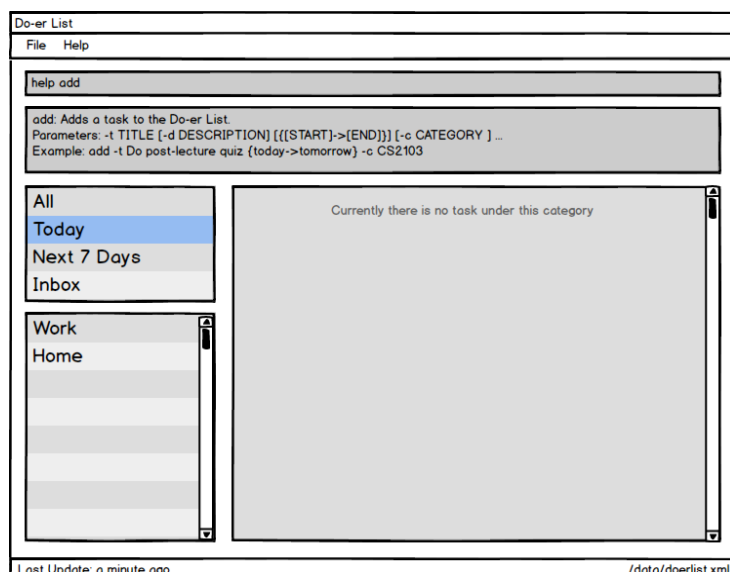 Do-er List
File Help
help add
add: Adds a task to the Do-er List.
Parameters: -t TITLE [-d DESCRIPTION] [{[START]->[END]}] [-c CATEGORY ] ...
Example: add -t Do post-lecture quiz {today->tomorrow} -c CS2103
All
Today
Next 7 Days
Inbox
Work
Home
Currently there is no task under this category
Last Update: a minute ago
/data/doerlist.xml